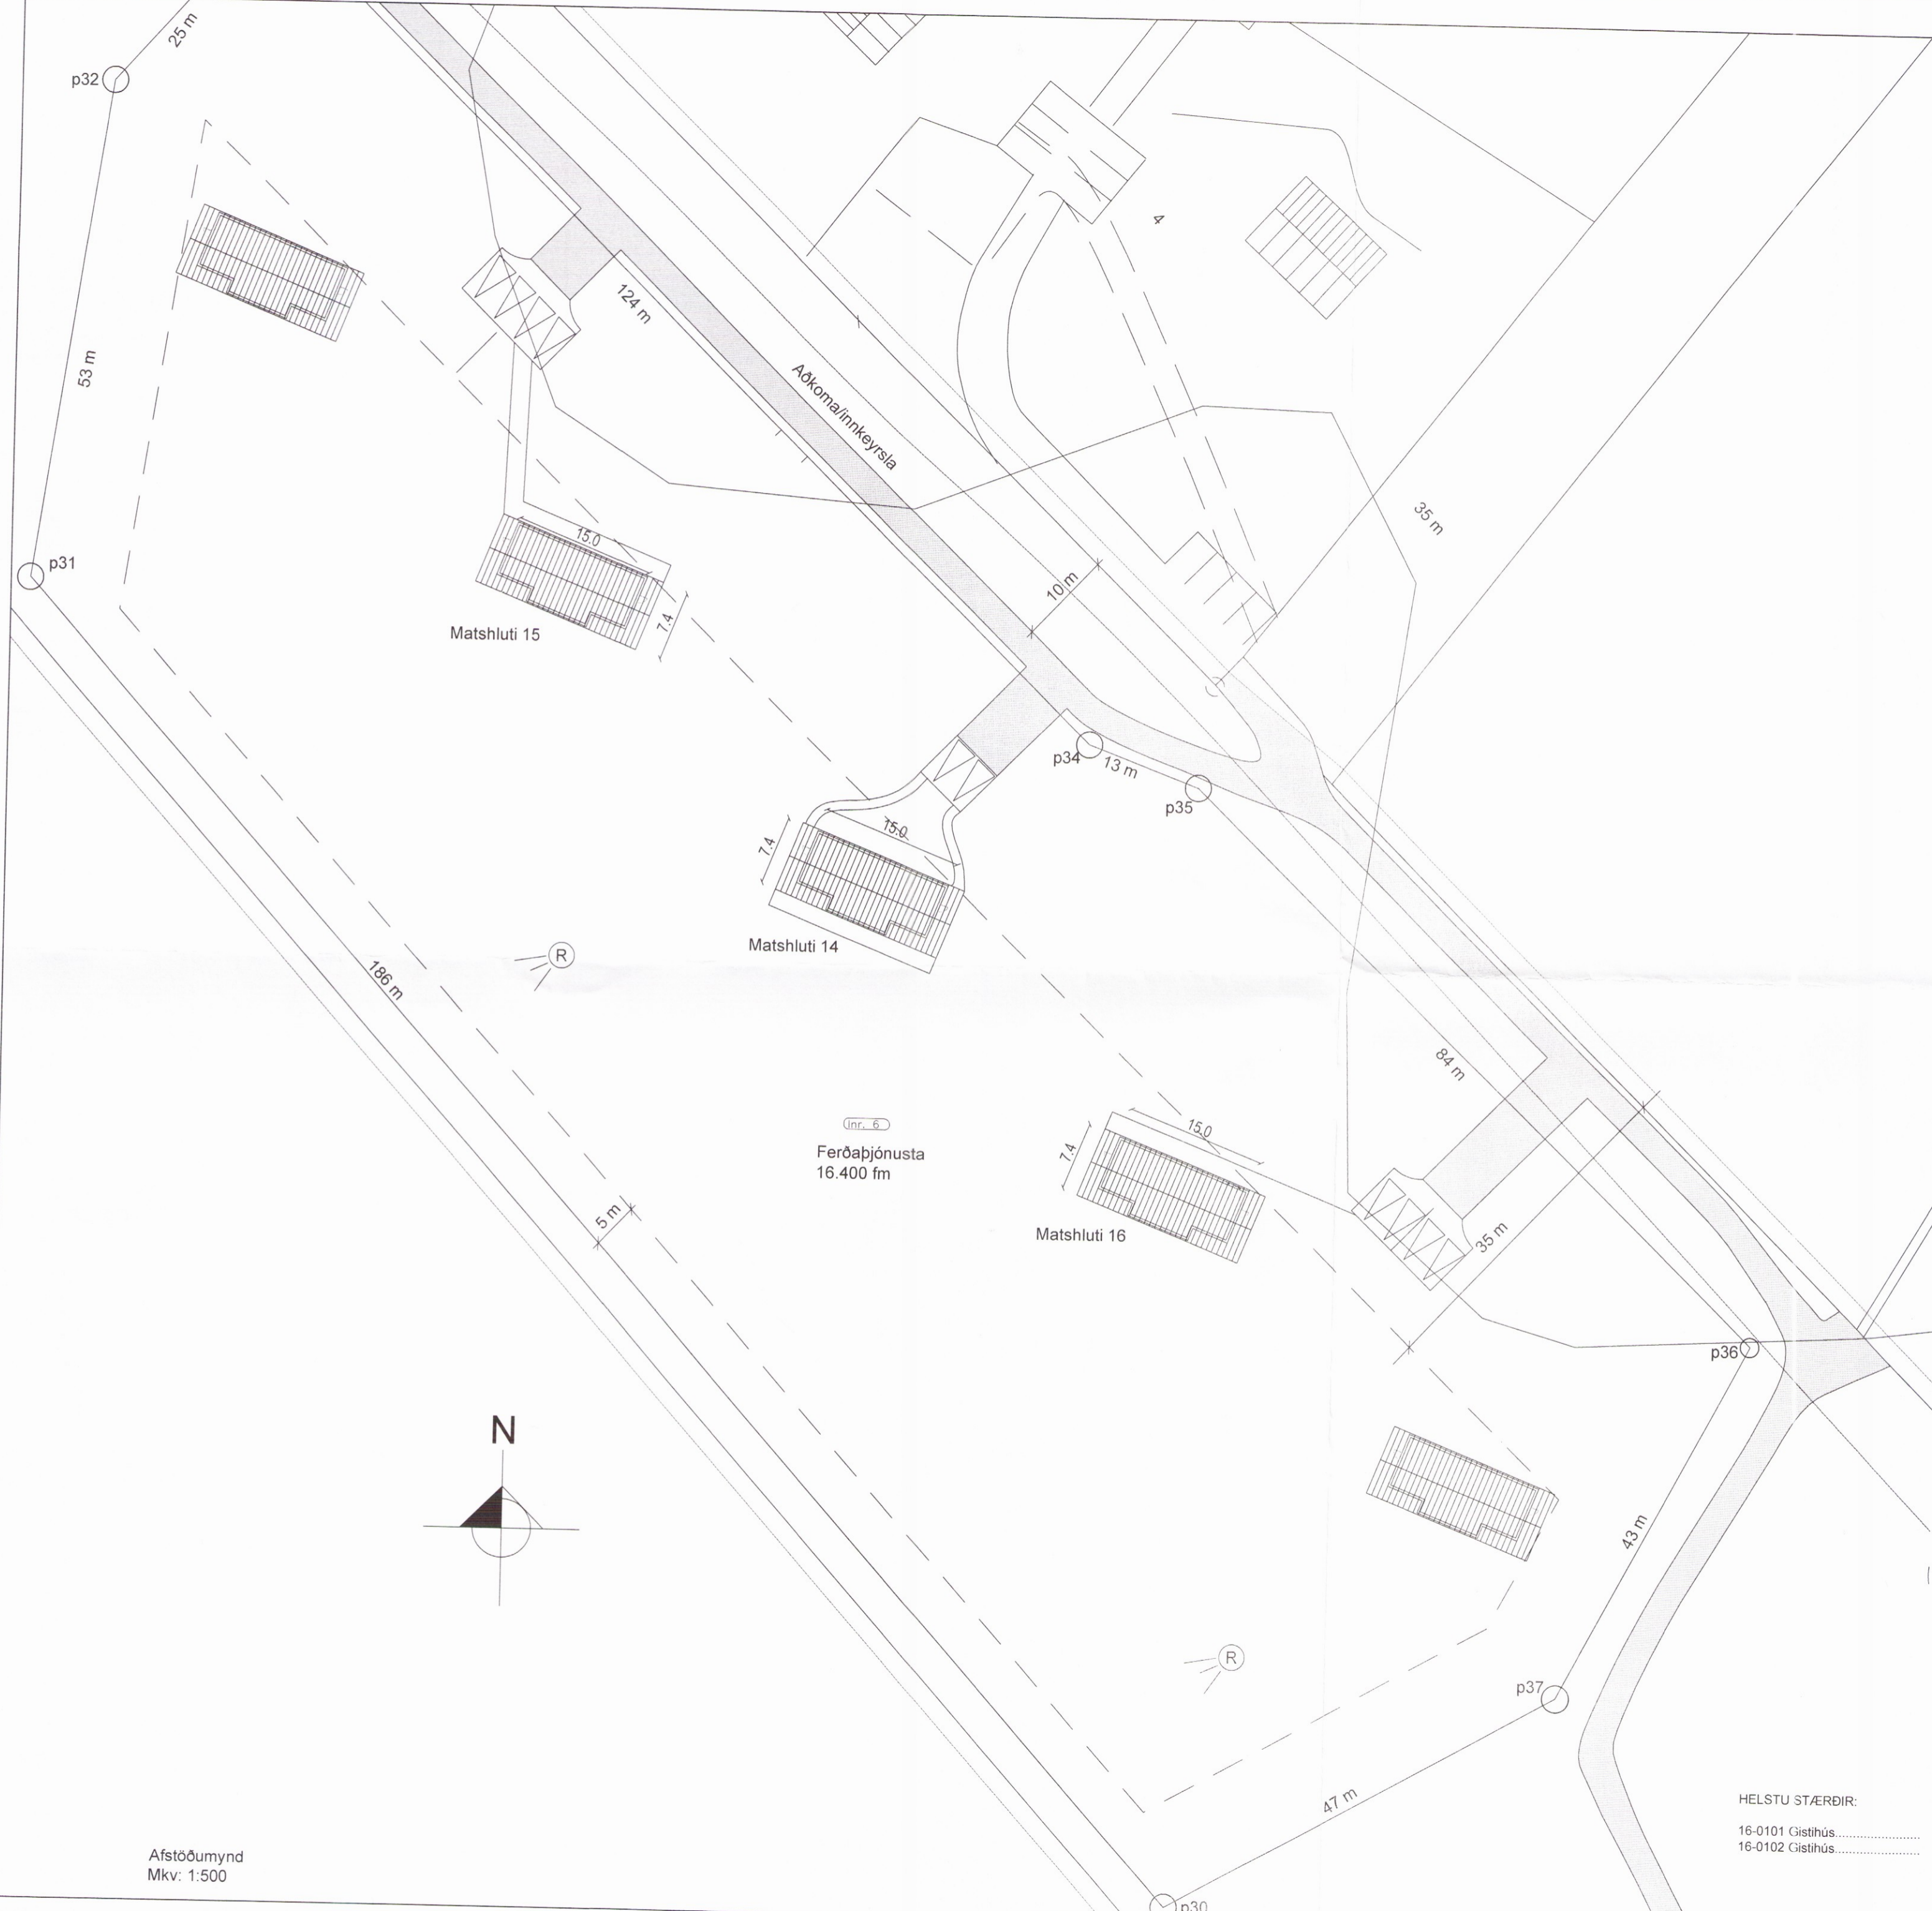 25 m
p32
53 m
p31
124 m
Aðkoma/innkeyrsla
4
35 m
10 m
15.0
7.4
Matshluti 15
p34
13 m
p35
15.0
7.4
Matshluti 14
186 m
R
84 m
lnr. 6
Ferðaþjónusta
16.400 fm
15.0
7.4
Matshluti 16
5 m
35 m
p36
N
43 m
R
p37
47 m
p30
HELSTU STÆRÐIR:
16-0101 Gistihús......................
16-0102 Gistihús......................
Afstöðumynd
Mkv: 1:500